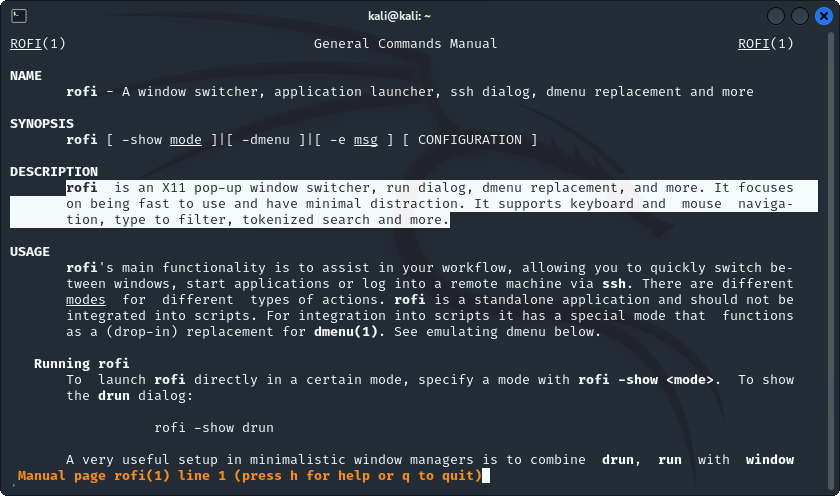 kali@kali: ~
ROFI(1) General Commands Manual ROFI(1)
NAME
rofi - A window switcher, application launcher, ssh dialog, dmenu replacement and more
SYNOPSIS
rofi [ -show mode ]|[ -dmenu ]|[ -e msg ] [ CONFIGURATION ]
DESCRIPTION
rofi is an X11 pop-up window switcher, run dialog, dmenu replacement, and more. It focuses
on being fast to use and have minimal distraction. It supports keyboard and mouse naviga-
tion, type to filter, tokenized search and more.
USAGE
rofi's main functionality is to assist in your workflow, allowing you to quickly switch be-
tween windows, start applications or log into a remote machine via ssh. There are different
modes for different types of actions. rofi is a standalone application and should not be
integrated into scripts. For integration into scripts it has a special mode that functions
as a (drop-in) replacement for dmenu(1). See emulating dmenu below.
Running rofi
To launch rofi directly in a certain mode, specify a mode with rofi -show <mode>. To show
the drun dialog:
rofi -show drun
A very useful setup in minimalistic window managers is to combine drun, run with window
Manual page rofi(1) line 1 (press h for help or q to quit)